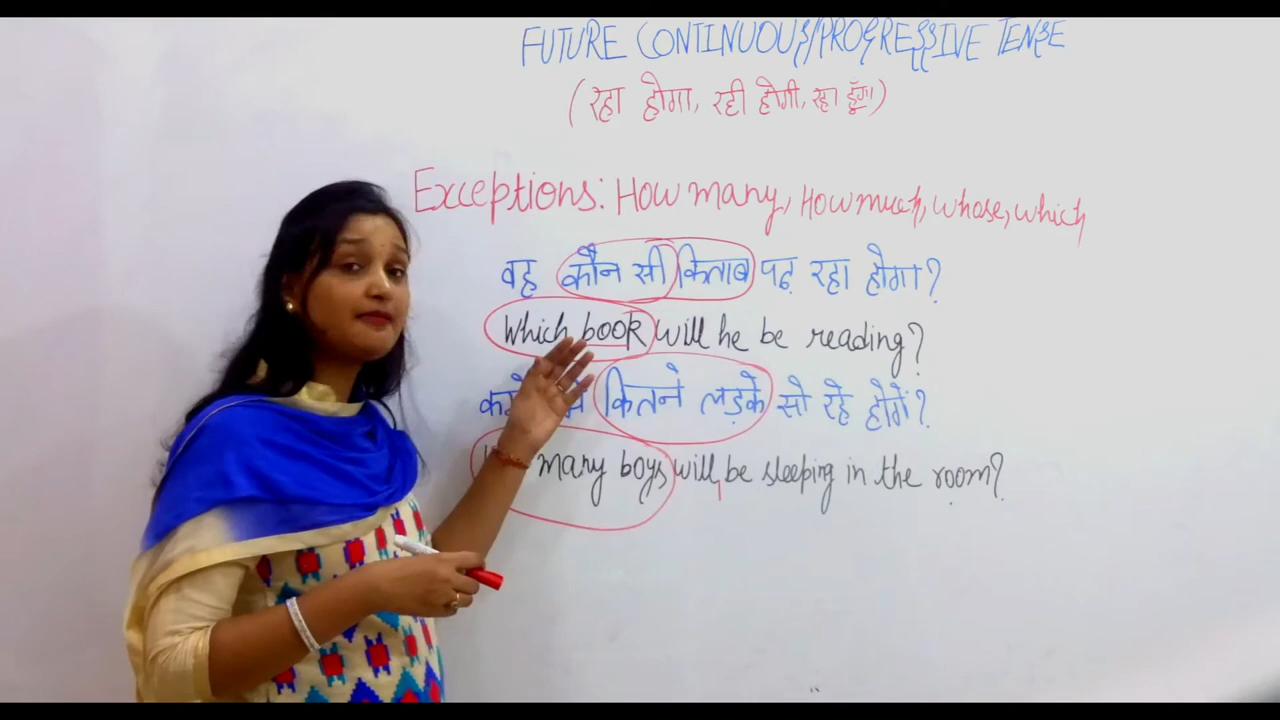 FUTURE CONTINUOUS/PROGRESSIVE TENSE
(रहा होगा, रही होगी, रहा हूँगा)
Exceptions: How many, How much, whose, which
वह कौन सी किताब पढ़ रहा होगा?
Which book will he be reading?
कितने लड़के सो रहे होगें?
many boys will be sleeping in the room?